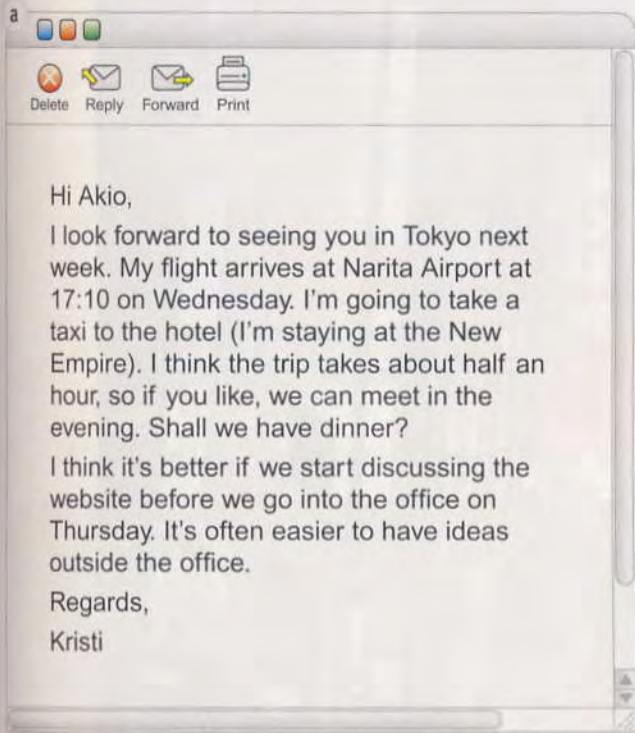 a
Delete Reply Forward Print
Hi Akio,
I look forward to seeing you in Tokyo next
week. My flight arrives at Narita Airport at
17:10 on Wednesday. I'm going to take a
taxi to the hotel (I'm staying at the New
Empire). I think the trip takes about half an
hour, so if you like, we can meet in the
evening. Shall we have dinner?
I think it's better if we start discussing the
website before we go into the office on
Thursday. It's often easier to have ideas
outside the office.
Regards,
Kristi